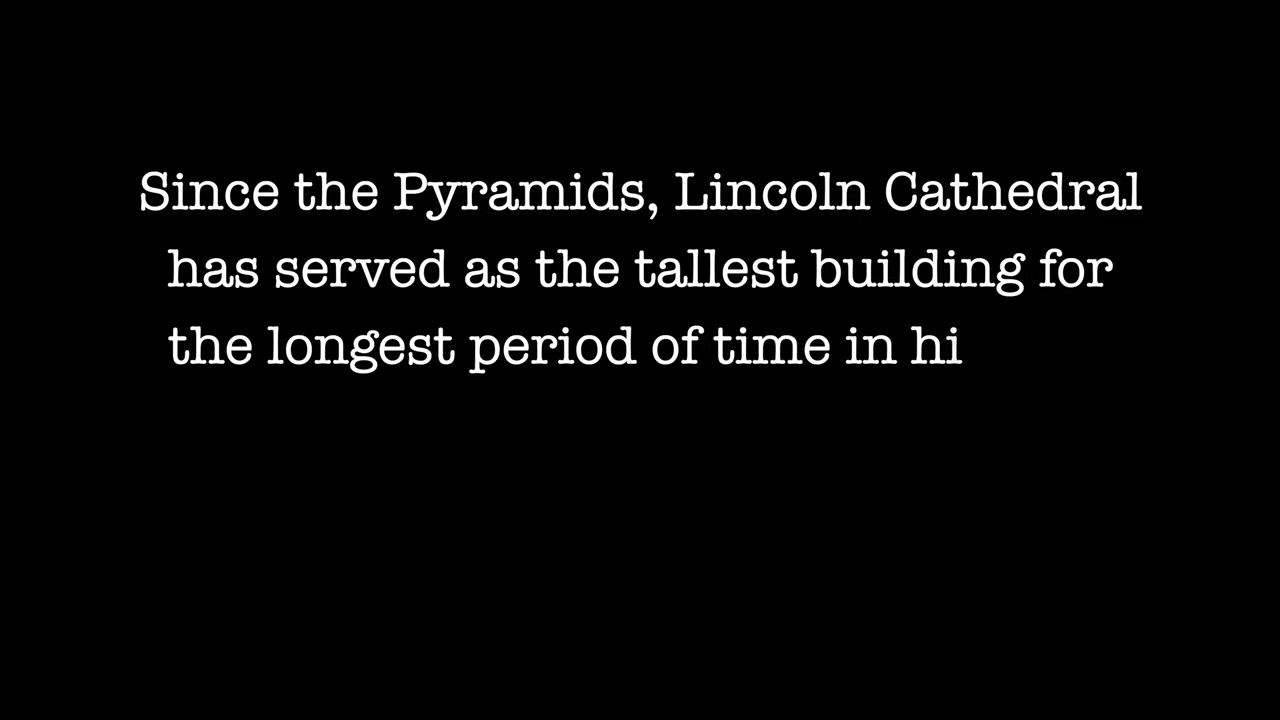 Since the Pyramids, Lincoln Cathedral
has served as the tallest building for
the longest period of time in hi